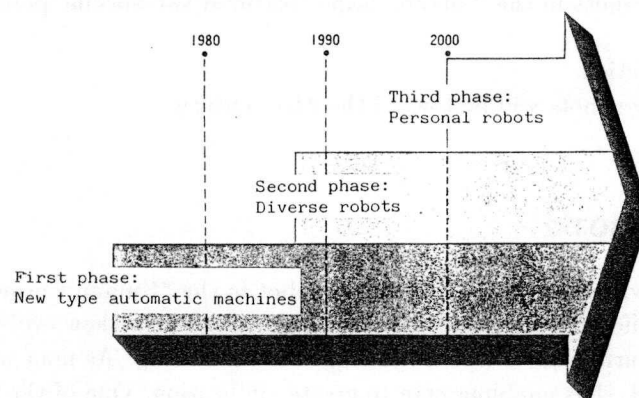 1980 1990 2000
Third phase:
Personal robots
Second phase:
Diverse robots
First phase:
New type automatic machines